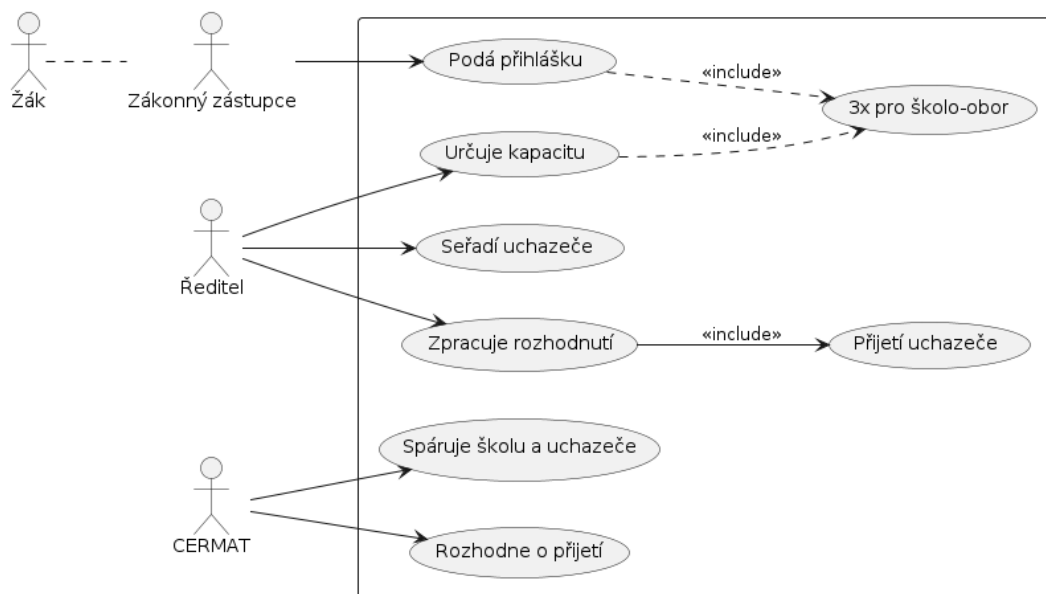 Žák
Zákonný zástupce
Podá přihlášku
«include»
3x pro školo-obor
Určuje kapacitu
«include»
Ředitel
Seřadí uchazeče
Zpracuje rozhodnutí
«include»
Přijetí uchazeče
CERMAT
Spáruje školu a uchazeče
Rozhodne o přijetí